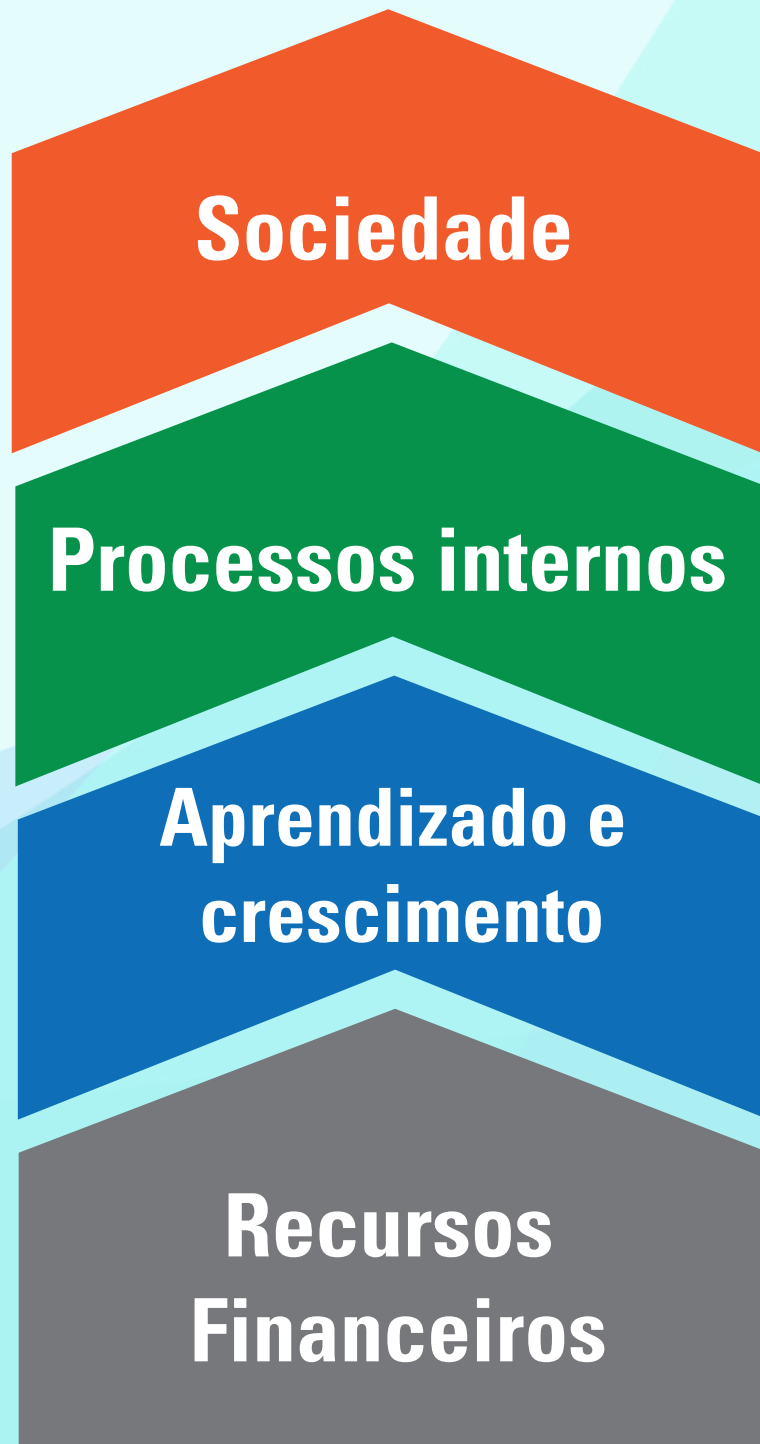 Sociedade
Processos internos
Aprendizado e
crescimento
Recursos
Financeiros